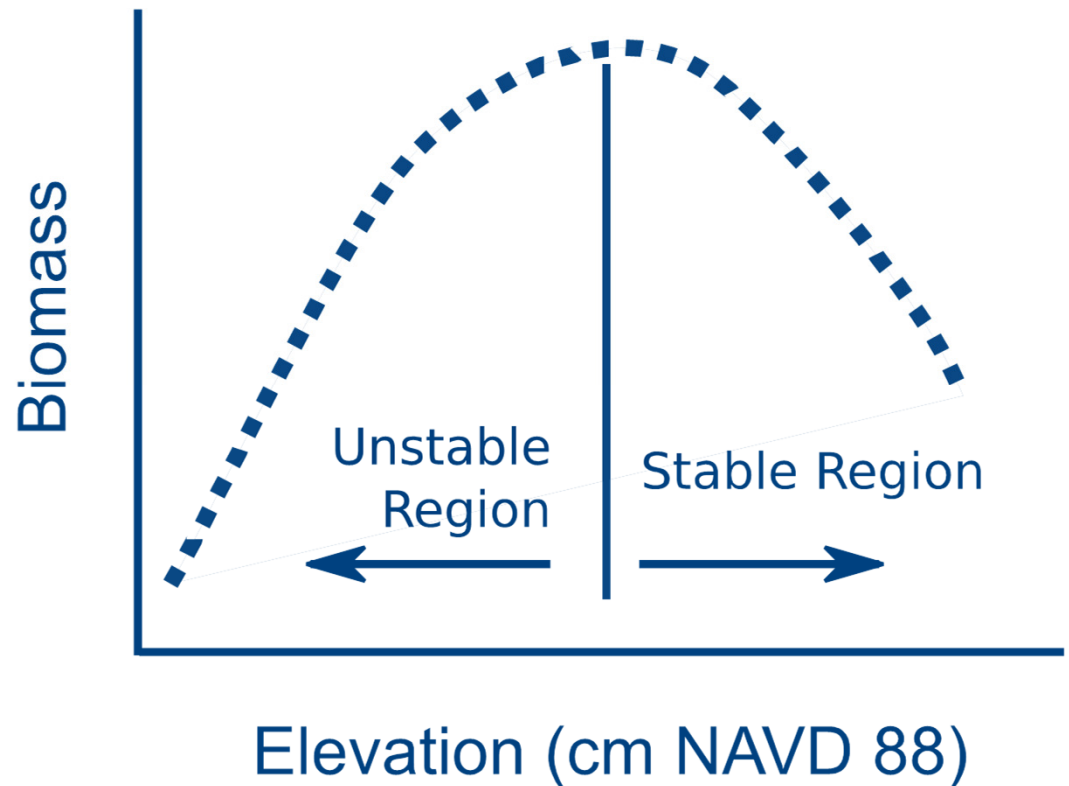 Biomass
Unstable
Region
Stable Region
Elevation (cm NAVD 88)